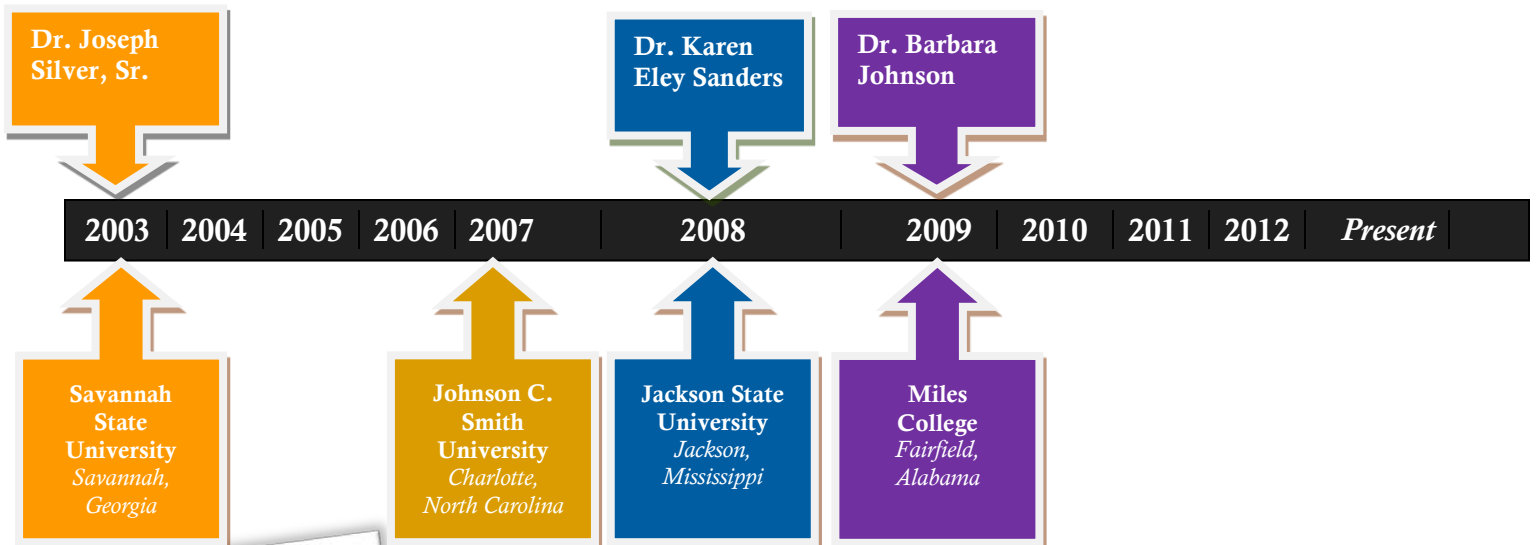 Dr. Joseph
Silver, Sr.
Dr. Karen
Eley Sanders
Dr. Barbara
Johnson
2003 2004 2005 2006 2007 2008 2009 2010 2011 2012 Present
Savannah
State
University
Savannah,
Georgia
Johnson C.
Smith
University
Charlotte,
North Carolina
Jackson State
University
Jackson,
Mississippi
Miles
College
Fairfield,
Alabama